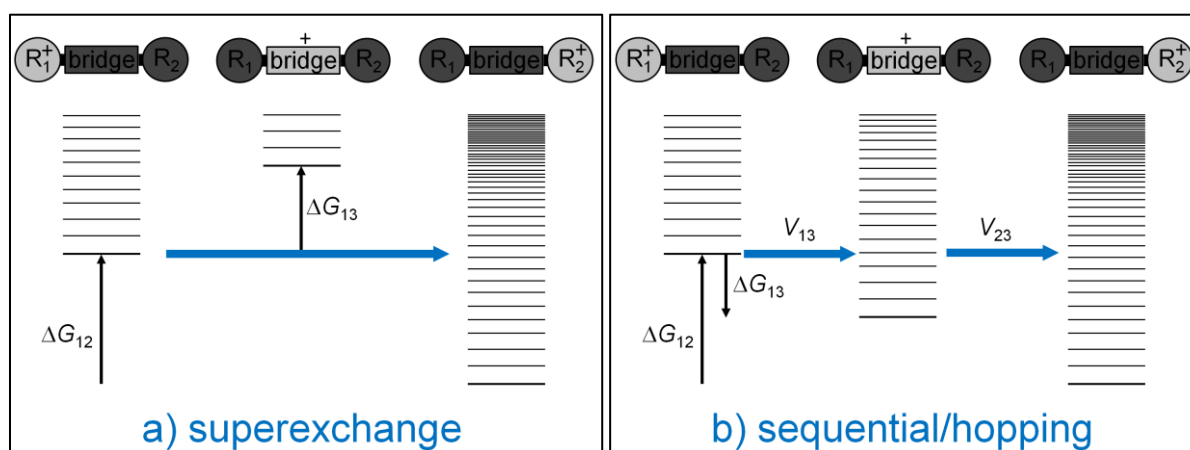 R₁⁺ bridge R₂
+
R₁ bridge R₂
R₁ bridge R₂⁺
ΔG₁₃
ΔG₁₂
a) superexchange
R₁⁺ bridge R₂
+
R₁ bridge R₂
R₁ bridge R₂⁺
V₁₃
V₂₃
ΔG₁₃
ΔG₁₂
b) sequential/hopping